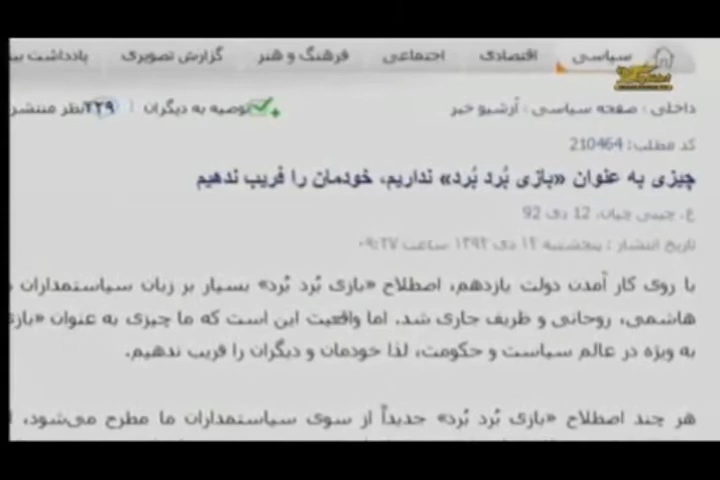 سیاسی اقتصادی اجتماعی فرهنگ و هنر گزارش تصویری یادداشت
داخلی : صفحه سیاسی : آرشیو خبر توصیه به دیگران ۲۲۹ نظر
کد مطلب: 210464
چیزی به عنوان «بازی بُرد بُرد» نداریم، خودمان را فریب ندهیم
ع. چینی چیان، 12 دی 92
تاریخ انتشار : پنجشنبه ۱۲ دی ۱۳۹۲ ساعت ۰۹:۲۷
با روی کار آمدن دولت یازدهم، اصطلاح «بازی بُرد بُرد» بسیار بر زبان سیاستمداران
هاشمی، روحانی و ظریف جاری شد. اما واقعیت این است که ما چیزی به عنوان «بازی
به ویژه در عالم سیاست و حکومت، لذا خودمان و دیگران را فریب ندهیم.
هر چند اصطلاح «بازی بُرد بُرد» جدیداً از سوی سیاستمداران ما مطرح می‌شود،